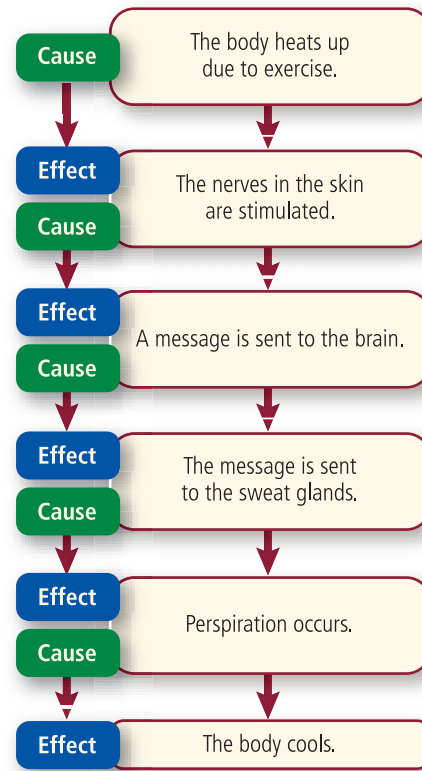 Cause
The body heats up
due to exercise.
Effect
Cause
The nerves in the skin
are stimulated.
Effect
Cause
A message is sent to the brain.
Effect
Cause
The message is sent
to the sweat glands.
Effect
Cause
Perspiration occurs.
Effect
The body cools.